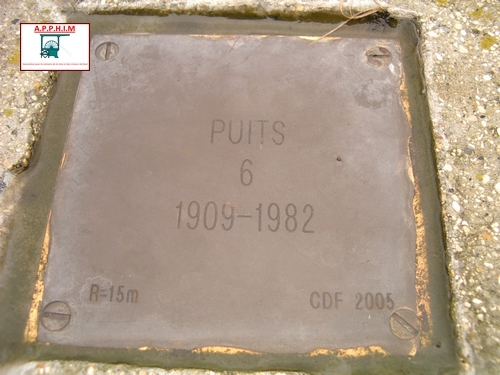 A.P.P.H.I.M
PUITS
6
1909-1982
R=15m
CDF 2005